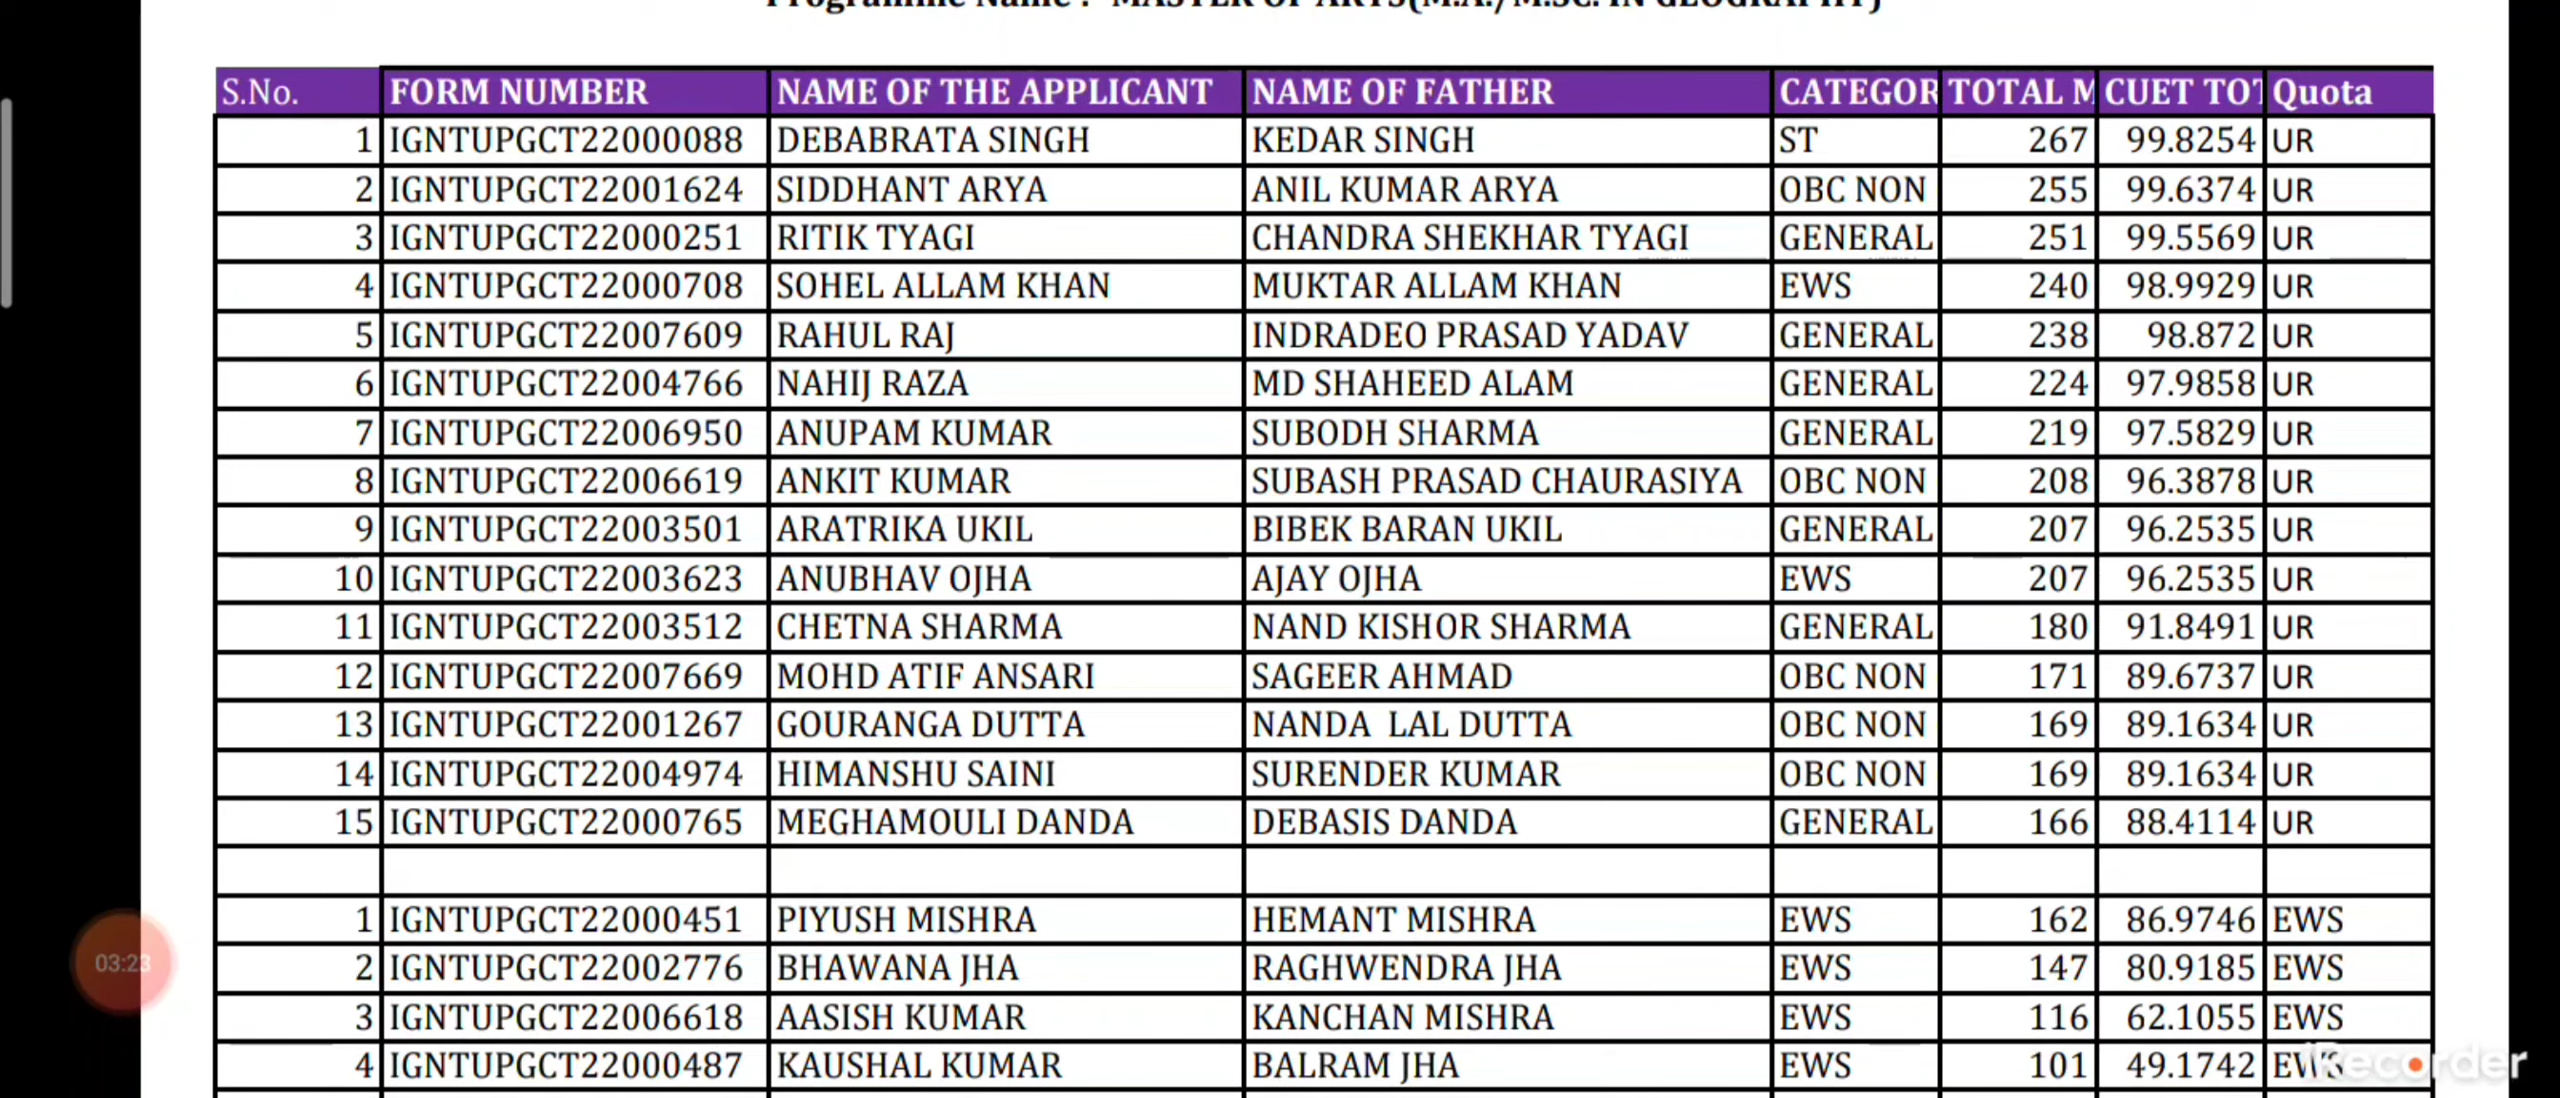 Programme Name : MASTER OF ARTS(M.A./M.SC. IN GEOGRAPHY)
S.No. FORM NUMBER NAME OF THE APPLICANT NAME OF FATHER CATEGOR TOTAL M CUET TOT Quota
1 IGNTUPGCT22000088 DEBABRATA SINGH KEDAR SINGH ST 267 99.8254 UR
2 IGNTUPGCT22001624 SIDDHANT ARYA ANIL KUMAR ARYA OBC NON 255 99.6374 UR
3 IGNTUPGCT22000251 RITIK TYAGI CHANDRA SHEKHAR TYAGI GENERAL 251 99.5569 UR
4 IGNTUPGCT22000708 SOHEL ALLAM KHAN MUKTAR ALLAM KHAN EWS 240 98.9929 UR
5 IGNTUPGCT22007609 RAHUL RAJ INDRADEO PRASAD YADAV GENERAL 238 98.872 UR
6 IGNTUPGCT22004766 NAHIJ RAZA MD SHAHEED ALAM GENERAL 224 97.9858 UR
7 IGNTUPGCT22006950 ANUPAM KUMAR SUBODH SHARMA GENERAL 219 97.5829 UR
8 IGNTUPGCT22006619 ANKIT KUMAR SUBASH PRASAD CHAURASIYA OBC NON 208 96.3878 UR
9 IGNTUPGCT22003501 ARATRIKA UKIL BIBEK BARAN UKIL GENERAL 207 96.2535 UR
10 IGNTUPGCT22003623 ANUBHAV OJHA AJAY OJHA EWS 207 96.2535 UR
11 IGNTUPGCT22003512 CHETNA SHARMA NAND KISHOR SHARMA GENERAL 180 91.8491 UR
12 IGNTUPGCT22007669 MOHD ATIF ANSARI SAGEER AHMAD OBC NON 171 89.6737 UR
13 IGNTUPGCT22001267 GOURANGA DUTTA NANDA LAL DUTTA OBC NON 169 89.1634 UR
14 IGNTUPGCT22004974 HIMANSHU SAINI SURENDER KUMAR OBC NON 169 89.1634 UR
15 IGNTUPGCT22000765 MEGHAMOULI DANDA DEBASIS DANDA GENERAL 166 88.4114 UR
1 IGNTUPGCT22000451 PIYUSH MISHRA HEMANT MISHRA EWS 162 86.9746 EWS
2 IGNTUPGCT22002776 BHAWANA JHA RAGHWENDRA JHA EWS 147 80.9185 EWS
3 IGNTUPGCT22006618 AASISH KUMAR KANCHAN MISHRA EWS 116 62.1055 EWS
4 IGNTUPGCT22000487 KAUSHAL KUMAR BALRAM JHA EWS 101 49.1742 EWS
03:23
iRecorder